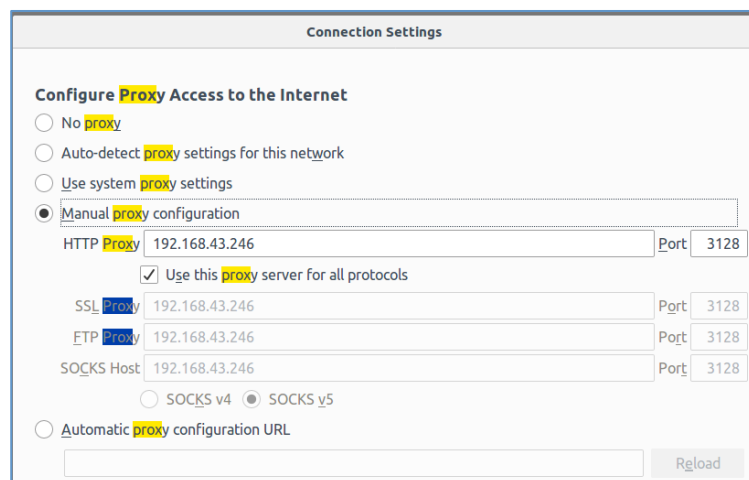 Connection Settings
Configure Proxy Access to the Internet
No proxy
Auto-detect proxy settings for this network
Use system proxy settings
Manual proxy configuration
HTTP Proxy 192.168.43.246 Port 3128
Use this proxy server for all protocols
SSL Proxy 192.168.43.246 Port 3128
FTP Proxy 192.168.43.246 Port 3128
SOCKS Host 192.168.43.246 Port 3128
SOCKS v4 SOCKS v5
Automatic proxy configuration URL
Reload